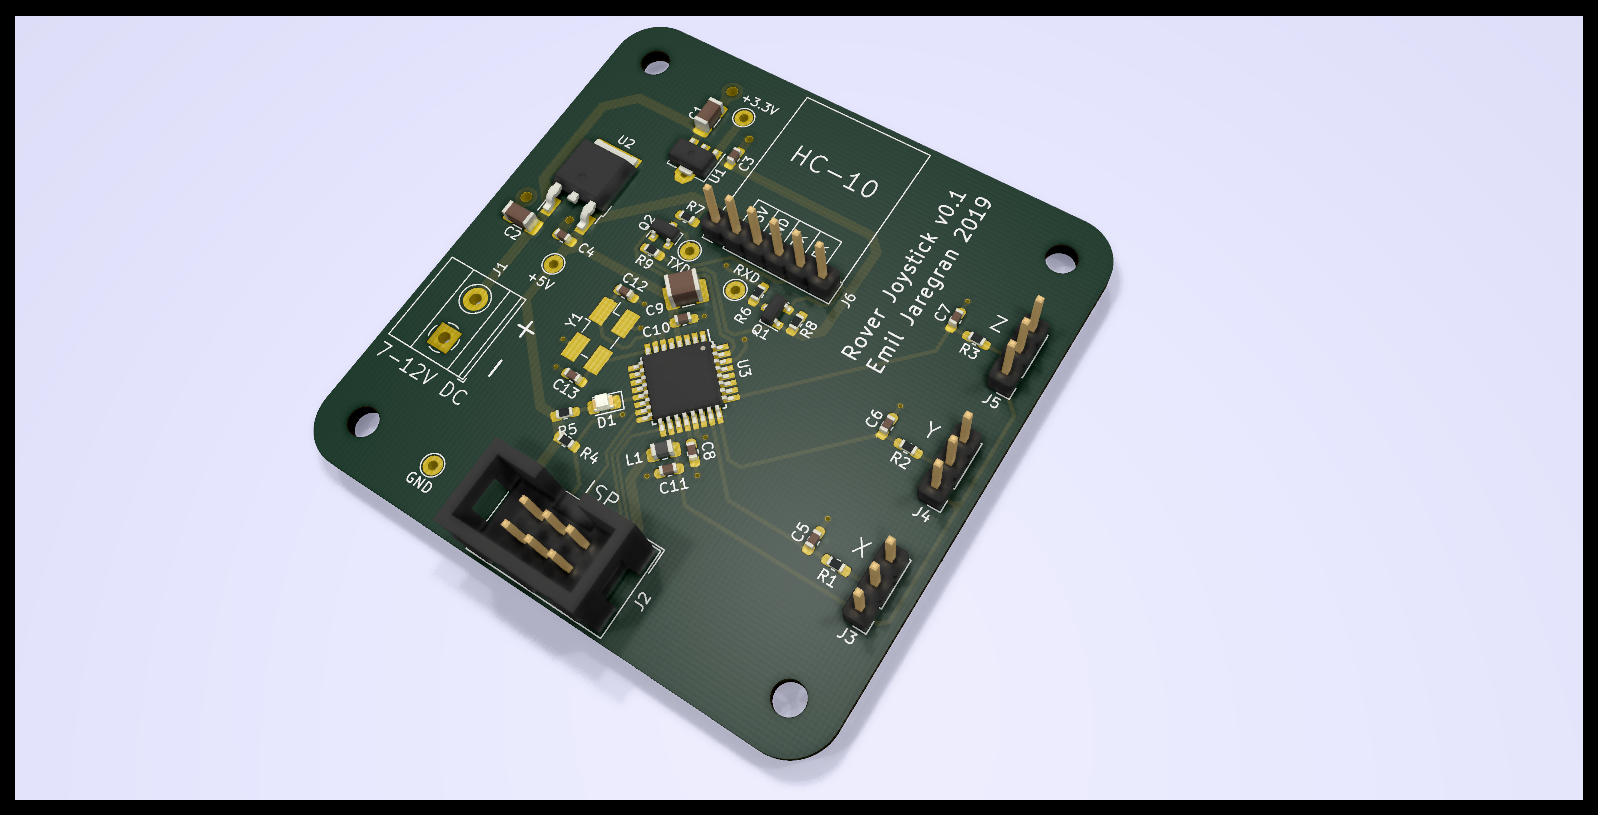 C1
+3.3V
U2
C3
U1
HC-10
R7
Q2
C2
C4
R9
TXD
RXD
J1
+5V
C12
C9
C10
R6
Q1
R8
J6
Rover Joystick v0.1
Emil Jaregran 2019
C7
Z
R3
J5
Y1
+
-
7-12V DC
C13
U3
D1
R5
R4
L1
C8
C11
C6
Y
R2
J4
GND
ISP
C5
X
R1
J3
J2